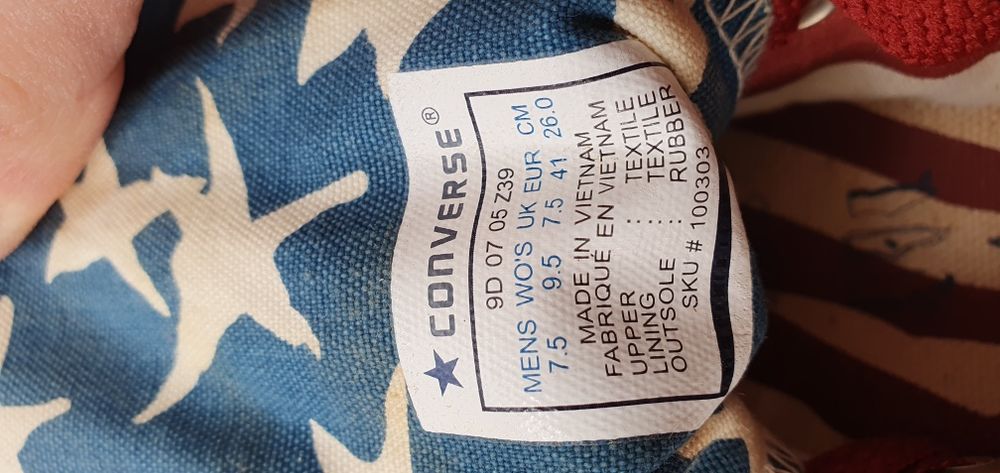 CONVERSE®
9D 07 05 Z39
MENS WO'S UK EUR CM
7.5 9.5 7.5 41 26.0
MADE IN VIETNAM
FABRIQUÉ EN VIETNAM
UPPER : TEXTILE
LINING : TEXTILE
OUTSOLE : RUBBER
SKU # 100303